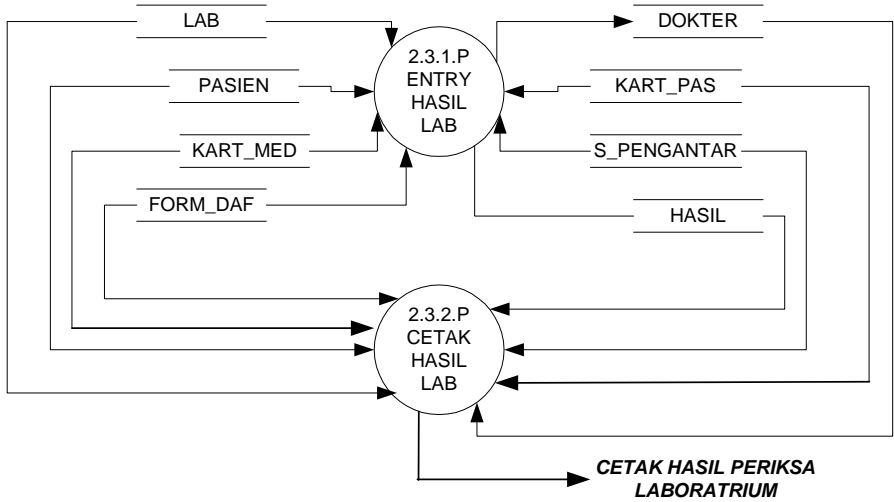 LAB
DOKTER
2.3.1.P
ENTRY
HASIL
LAB
PASIEN
KART_PAS
KART_MED
S_PENGANTAR
FORM_DAF
HASIL
2.3.2.P
CETAK
HASIL
LAB
CETAK HASIL PERIKSA
LABORATRIUM